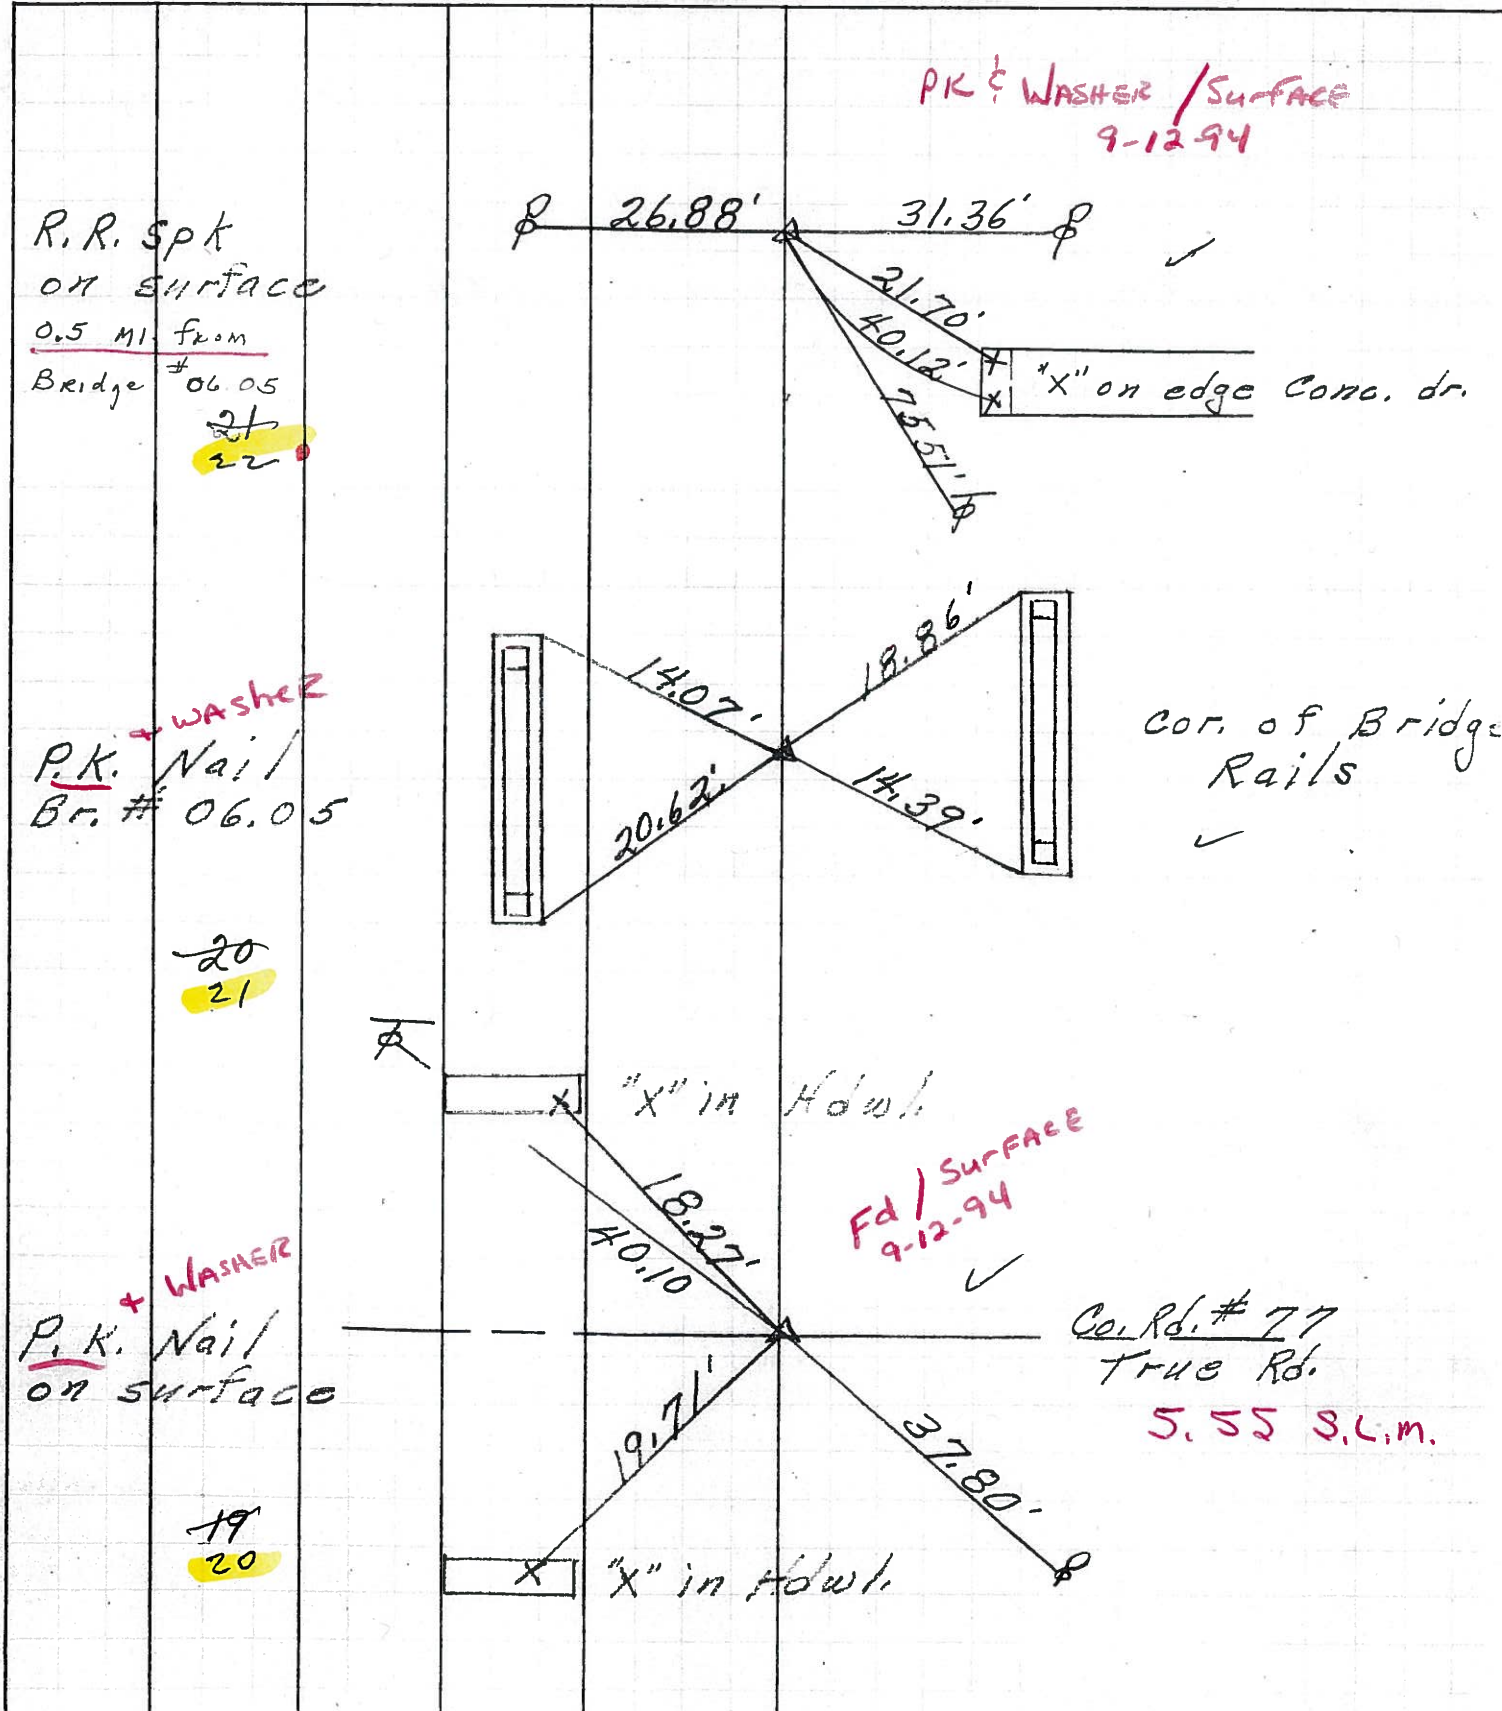 PK & WASHER / SurfACE
9-12-94
R.R. Spk
on surface
0.5 MI. from
Bridge # 06.05
21
22
26.88'
31.36'
21.70'
40.12'
75.51'
"X" on edge Conc. dr.
+ WASHER
P.K. Nail
Br. # 06.05
20
21
14.07'
18.86'
20.62'
14.39'
Cor. of Bridge
Rails
"X" in Hdwl.
18.27'
40.10
Fd / SurFACE
9-12-94
+ WASHER
P.K. Nail
on surface
19
20
Co. Rd. # 77
True Rd.
5.55 S.L.M.
19.71'
37.80'
"X" in Hdwl.